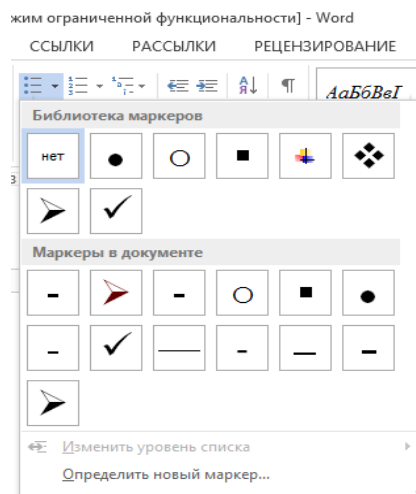 жим ограниченной функциональности] - Word
ССЫЛКИ РАССЫЛКИ РЕЦЕНЗИРОВАНИЕ
АаБбВвГ
Библиотека маркеров
нет
Маркеры в документе
Изменить уровень списка
Определить новый маркер...